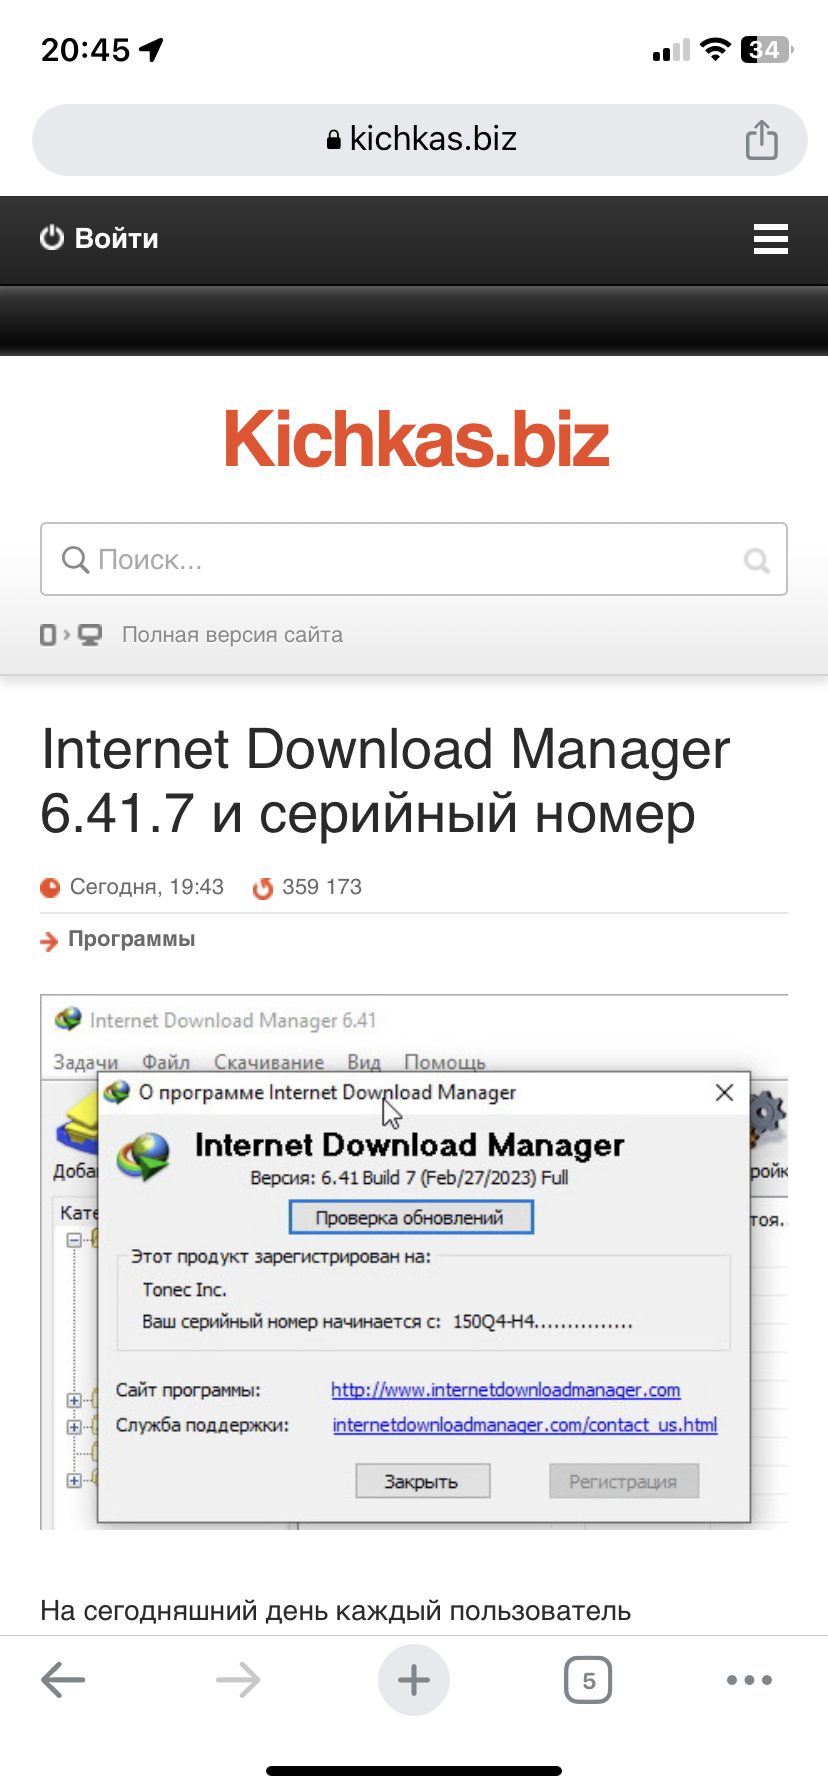 20:45
34
kichkas.biz
Войти
Kichkas.biz
Поиск...
Полная версия сайта
Internet Download Manager
6.41.7 и серийный номер
Сегодня, 19:43 359 173
Программы
Internet Download Manager 6.41
Задачи Файл Скачивание Вид Помощь
О программе Internet Download Manager
Internet Download Manager
Версия: 6.41 Build 7 (Feb/27/2023) Full
Проверка обновлений
Этот продукт зарегистрирован на:
Tonec Inc.
Ваш серийный номер начинается с: 150Q4-H4...............
Сайт программы: http://www.internetdownloadmanager.com
Служба поддержки: internetdownloadmanager.com/contact_us.html
Закрыть Регистрация
На сегодняшний день каждый пользователь
5